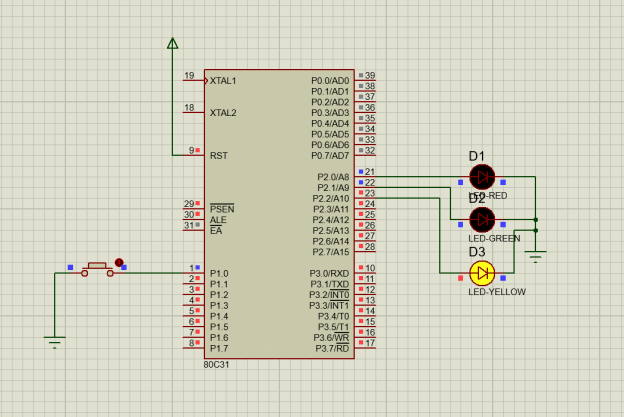 19 XTAL1
18 XTAL2
9 RST
29 PSEN
30 ALE
31 EA
1 P1.0
2 P1.1
3 P1.2
4 P1.3
5 P1.4
6 P1.5
7 P1.6
8 P1.7
P0.0/AD0 39
P0.1/AD1 38
P0.2/AD2 37
P0.3/AD3 36
P0.4/AD4 35
P0.5/AD5 34
P0.6/AD6 33
P0.7/AD7 32
P2.0/A8 21
P2.1/A9 22
P2.2/A10 23
P2.3/A11 24
P2.4/A12 25
P2.5/A13 26
P2.6/A14 27
P2.7/A15 28
P3.0/RXD 10
P3.1/TXD 11
P3.2/INT0 12
P3.3/INT1 13
P3.4/T0 14
P3.5/T1 15
P3.6/WR 16
P3.7/RD 17
80C31
D1
LED-RED
D2
LED-GREEN
D3
LED-YELLOW